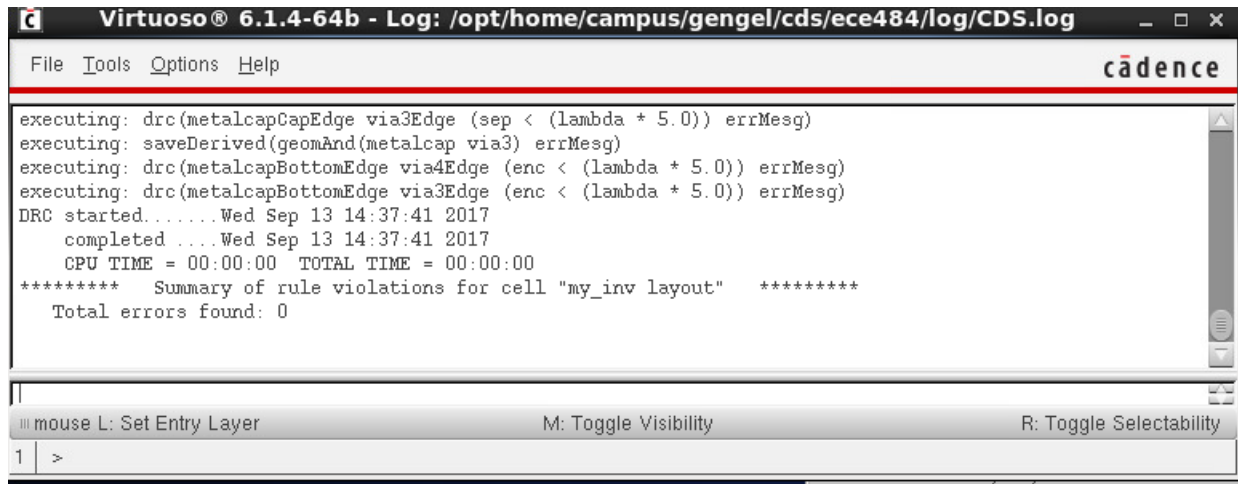 c Virtuoso® 6.1.4-64b - Log: /opt/home/campus/gengel/cds/ece484/log/CDS.log
File Tools Options Help cādence
executing: drc(metalcapCapEdge via3Edge (sep < (lambda * 5.0)) errMesg)
executing: saveDerived(geomAnd(metalcap via3) errMesg)
executing: drc(metalcapBottomEdge via4Edge (enc < (lambda * 5.0)) errMesg)
executing: drc(metalcapBottomEdge via3Edge (enc < (lambda * 5.0)) errMesg)
DRC started.......Wed Sep 13 14:37:41 2017
    completed ....Wed Sep 13 14:37:41 2017
    CPU TIME = 00:00:00  TOTAL TIME = 00:00:00
*********   Summary of rule violations for cell "my_inv layout"   *********
   Total errors found: 0
mouse L: Set Entry Layer M: Toggle Visibility R: Toggle Selectability
1 >